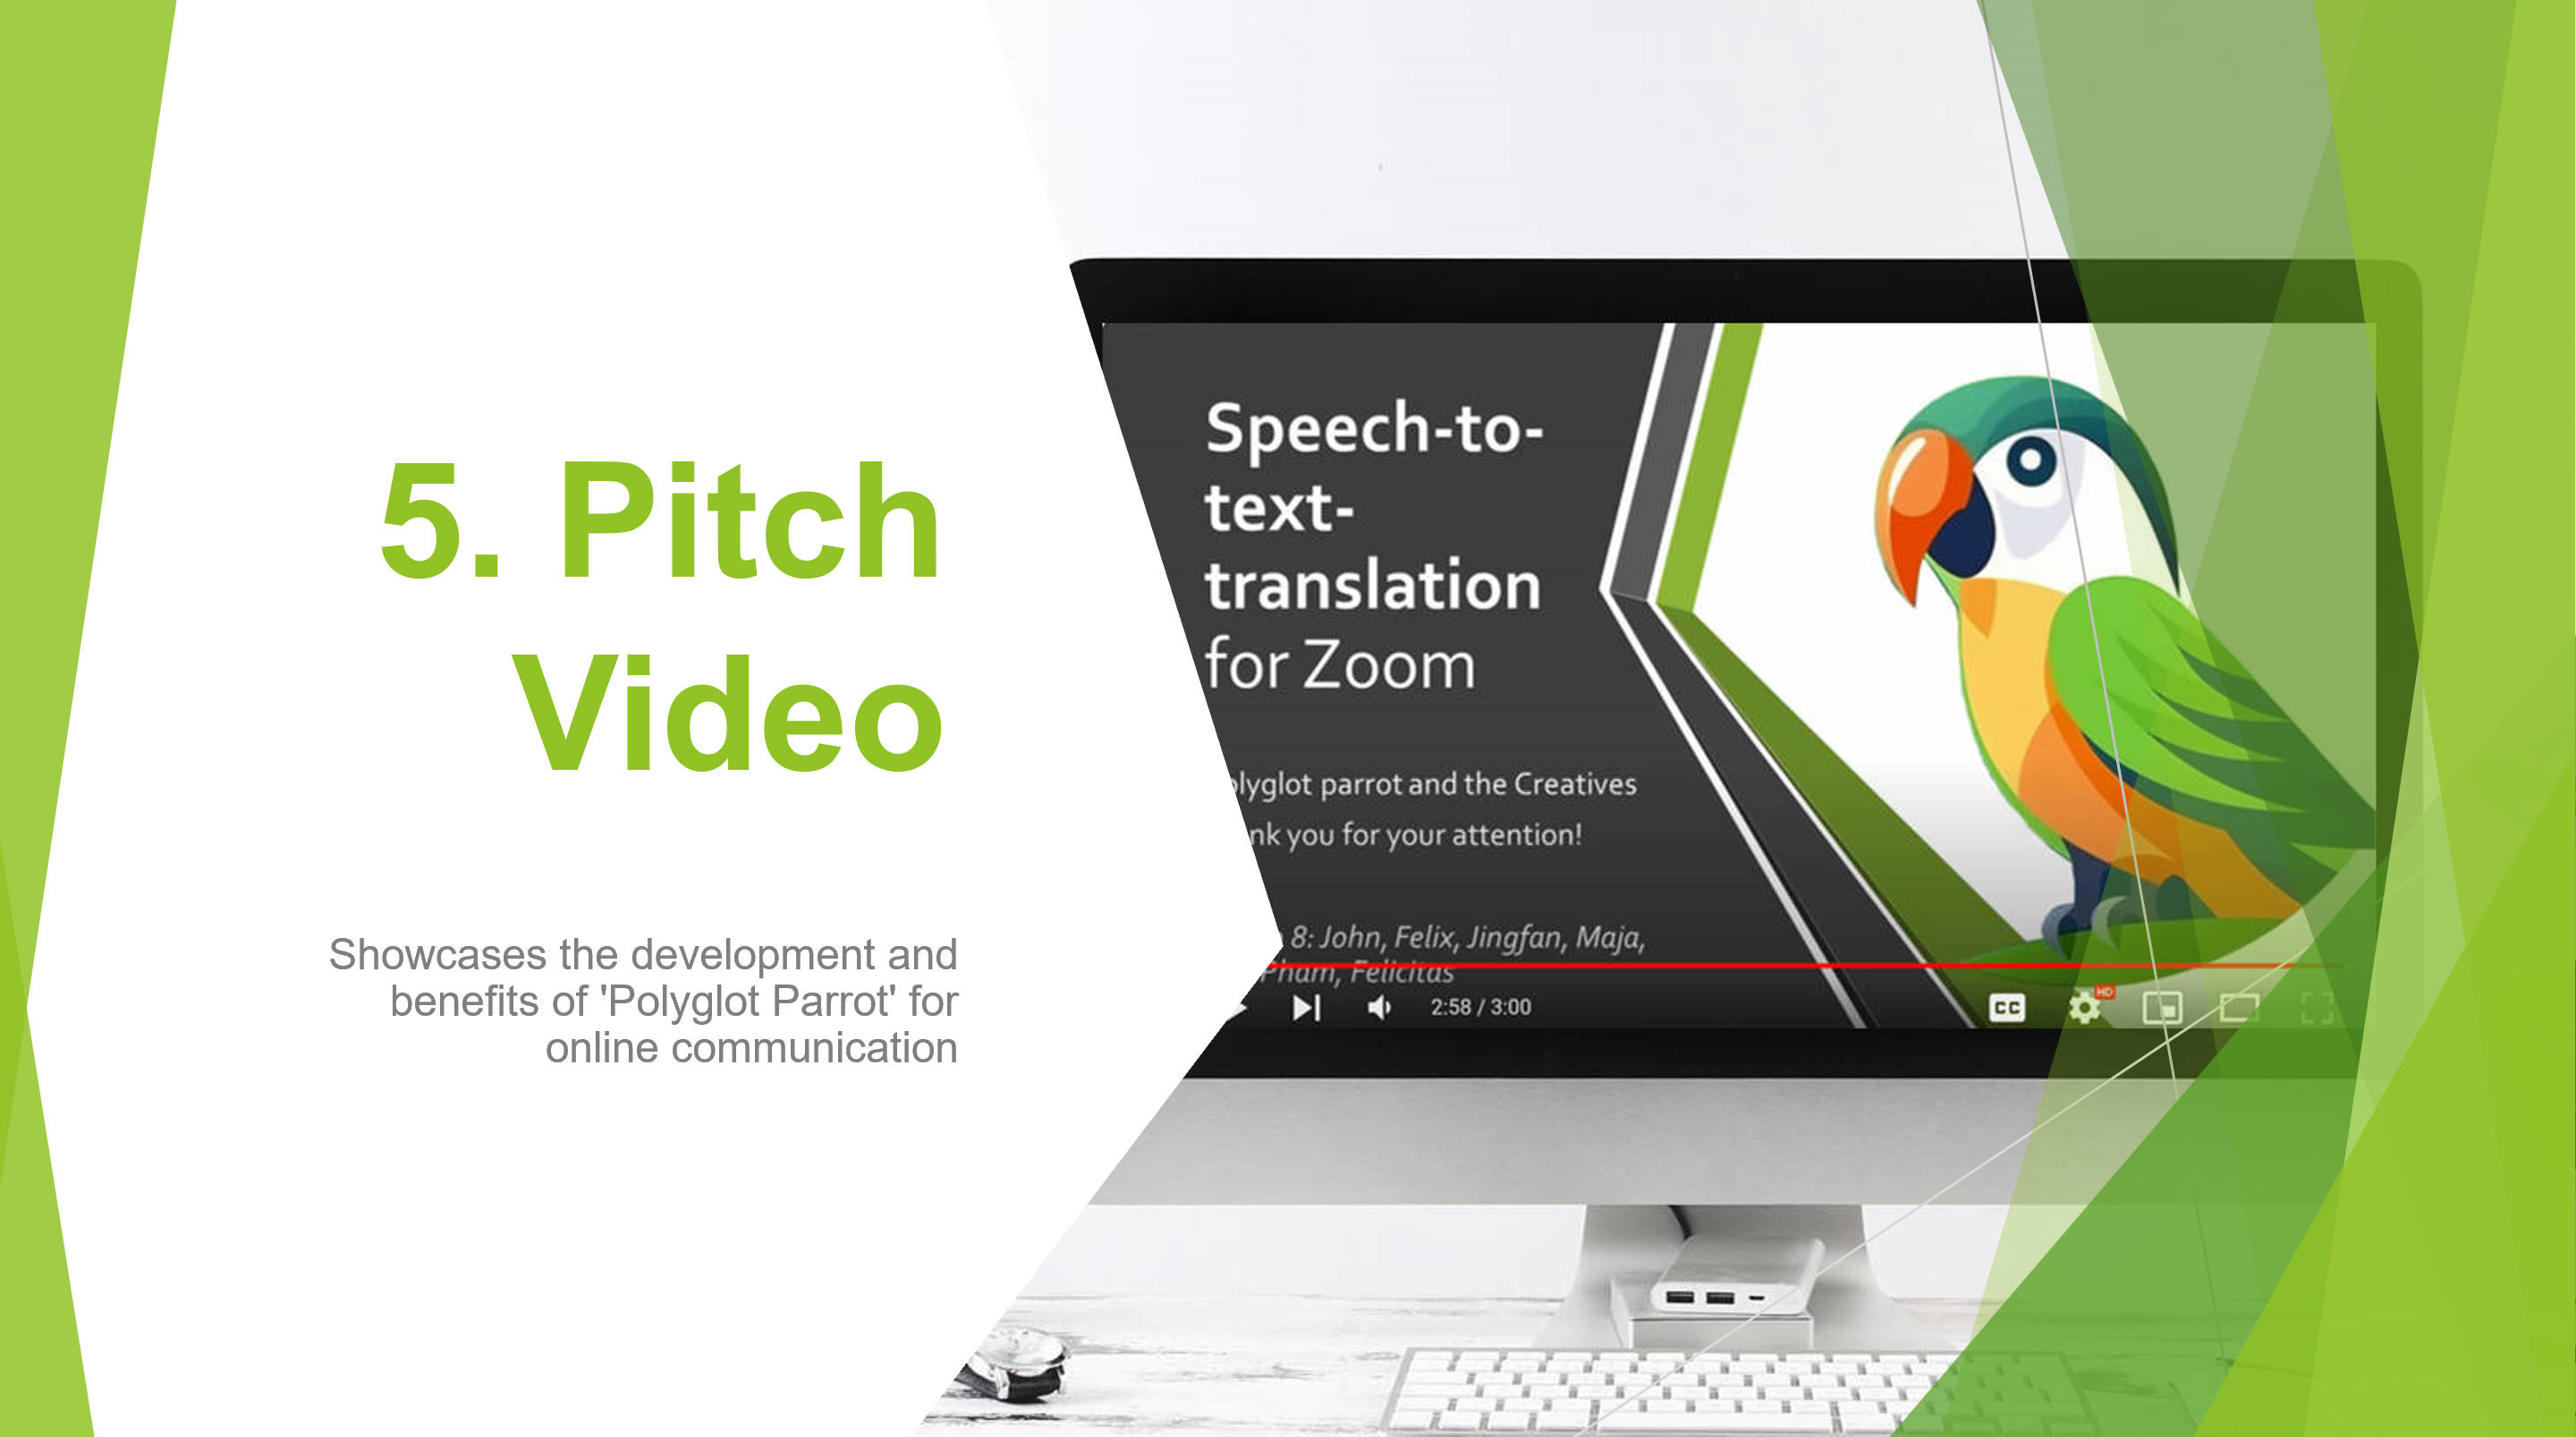 5. Pitch
Video
Showcases the development and
benefits of 'Polyglot Parrot' for
online communication
Speech-to-
text-
translation
for Zoom
olyglot parrot and the Creatives
nk you for your attention!
8: John, Felix, Jingfan, Maja,
Pham, Felicitas
2:58 / 3:00
CC
HD